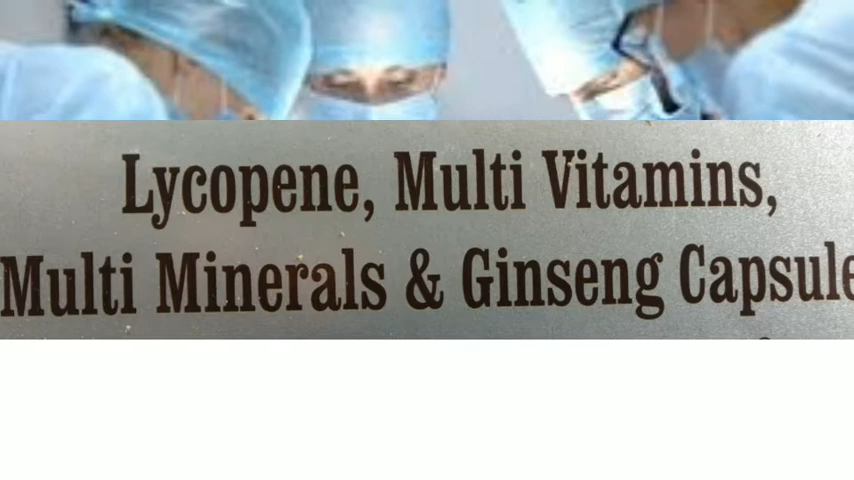 Lycopene, Multi Vitamins,
Multi Minerals & Ginseng Capsule